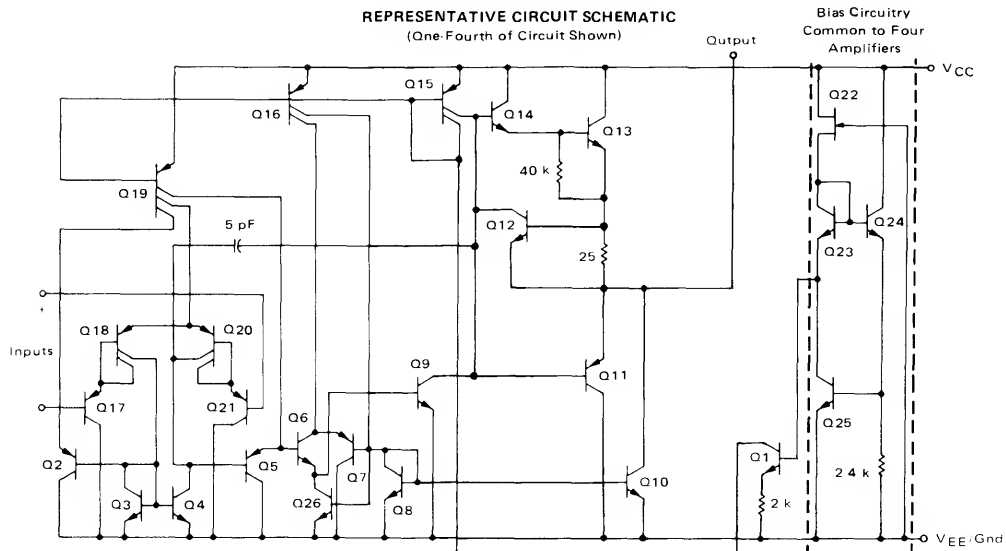 REPRESENTATIVE CIRCUIT SCHEMATIC
(One-Fourth of Circuit Shown)
Bias Circuitry
Common to Four
Amplifiers
Output
VCC
Q15
Q16
Q14
Q13
Q22
40 k
Q19
Q12
Q24
Q23
5 pF
25
Q18
Q20
Inputs
Q9
Q11
Q17
Q21
Q25
Q6
Q2
Q5
Q7
Q1
2.4 k
Q3
Q4
Q26
Q8
Q10
2 k
VEE/Gnd